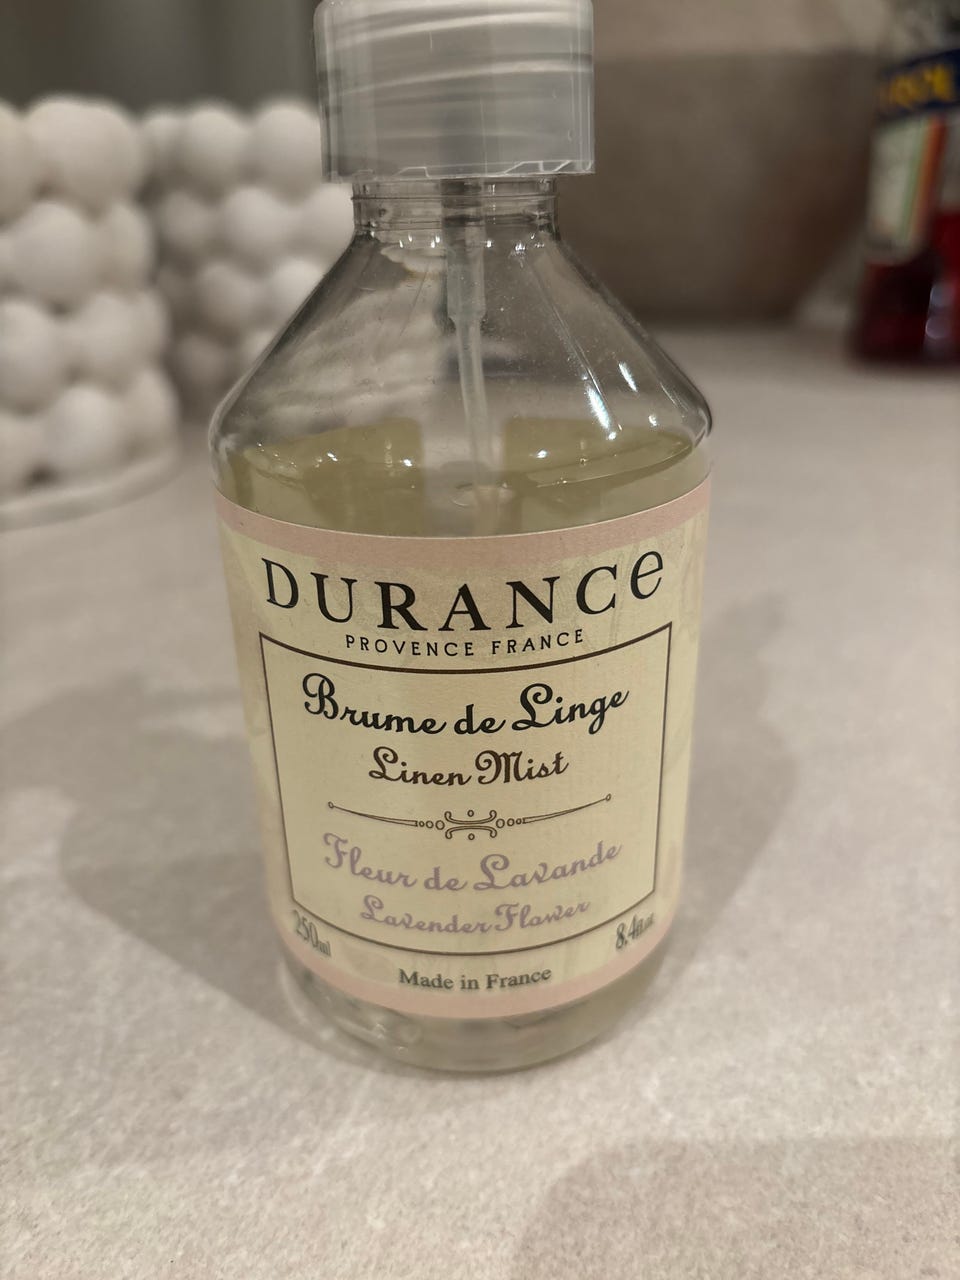 DURANCe
PROVENCE FRANCE
Brume de Linge
Linen Mist
Fleur de Lavande
Lavender Flower
250ml
8.4fl.oz
Made in France